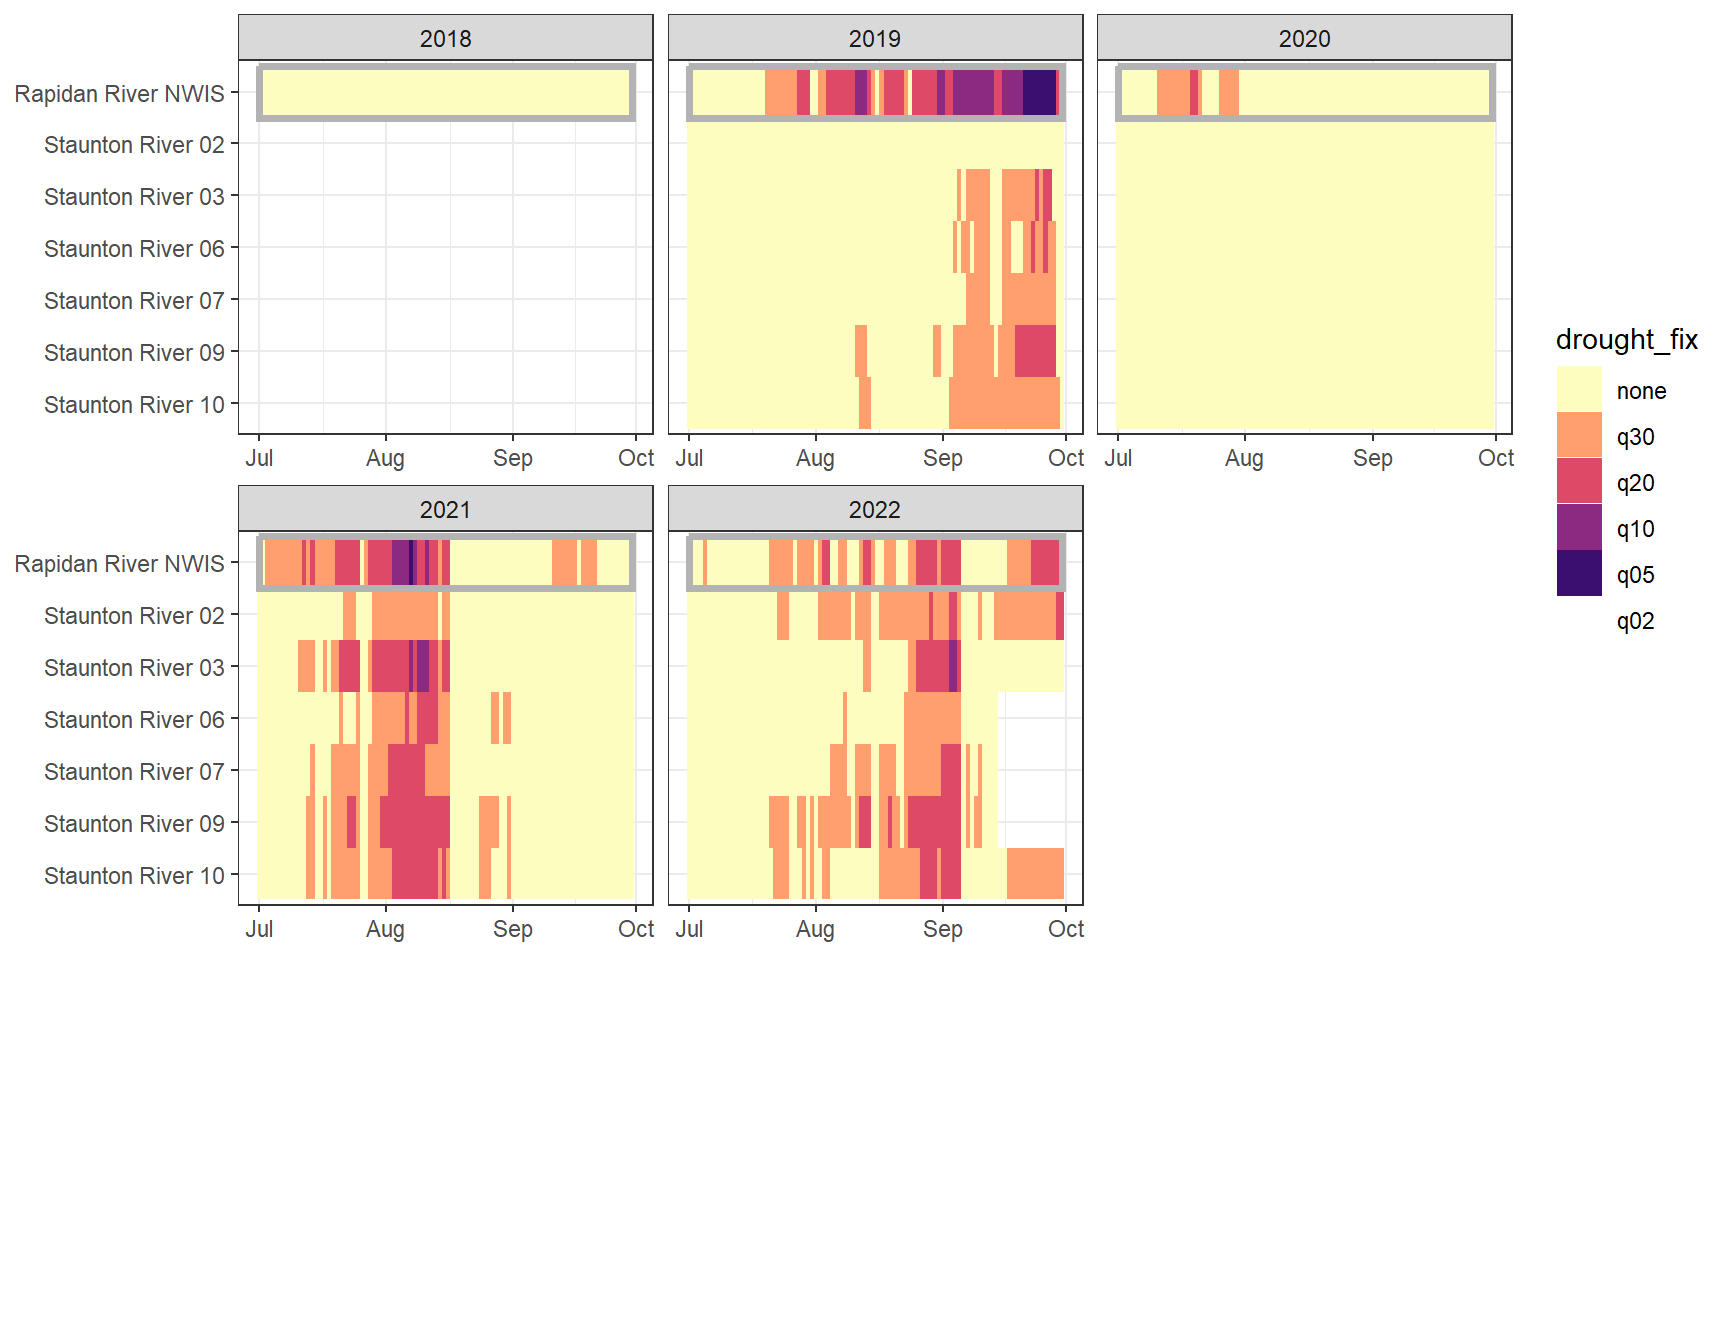 2018
2019
2020
Rapidan River NWIS
Staunton River 02
Staunton River 03
Staunton River 06
Staunton River 07
Staunton River 09
Staunton River 10
Jul Aug Sep Oct
Jul Aug Sep Oct
Jul Aug Sep Oct
2021
2022
Rapidan River NWIS
Staunton River 02
Staunton River 03
Staunton River 06
Staunton River 07
Staunton River 09
Staunton River 10
Jul Aug Sep Oct
Jul Aug Sep Oct
drought_fix
none
q30
q20
q10
q05
q02